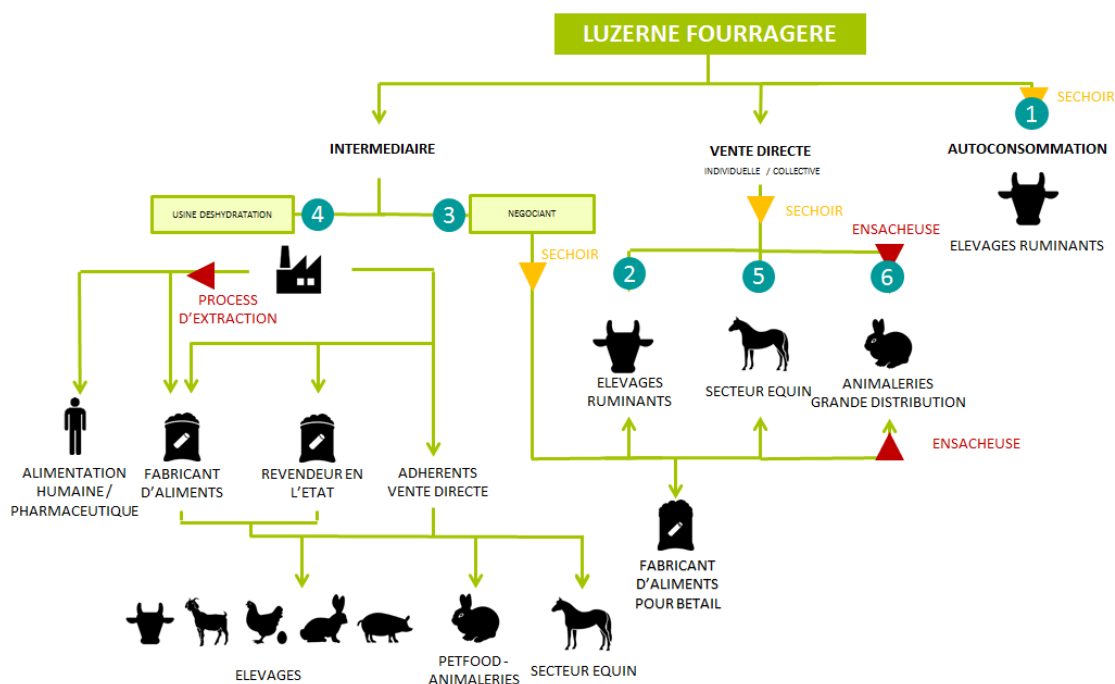 LUZERNE FOURRAGERE
SECHOIR
1
INTERMEDIAIRE
VENTE DIRECTE
INDIVIDUELLE / COLLECTIVE
AUTOCONSOMMATION
USINE DESHYDRATATION
4
3
NEGOCIANT
SECHOIR
ENSACHEUSE
ELEVAGES RUMINANTS
SECHOIR
2
5
6
PROCESS
D'EXTRACTION
ELEVAGES
RUMINANTS
SECTEUR EQUIN
ANIMALERIES
GRANDE DISTRIBUTION
ENSACHEUSE
ALIMENTATION
HUMAINE /
PHARMACEUTIQUE
FABRICANT
D'ALIMENTS
REVENDEUR EN
L'ETAT
ADHERENTS
VENTE DIRECTE
FABRICANT
D'ALIMENTS
POUR BETAIL
ELEVAGES
PETFOOD -
ANIMALERIES
SECTEUR EQUIN